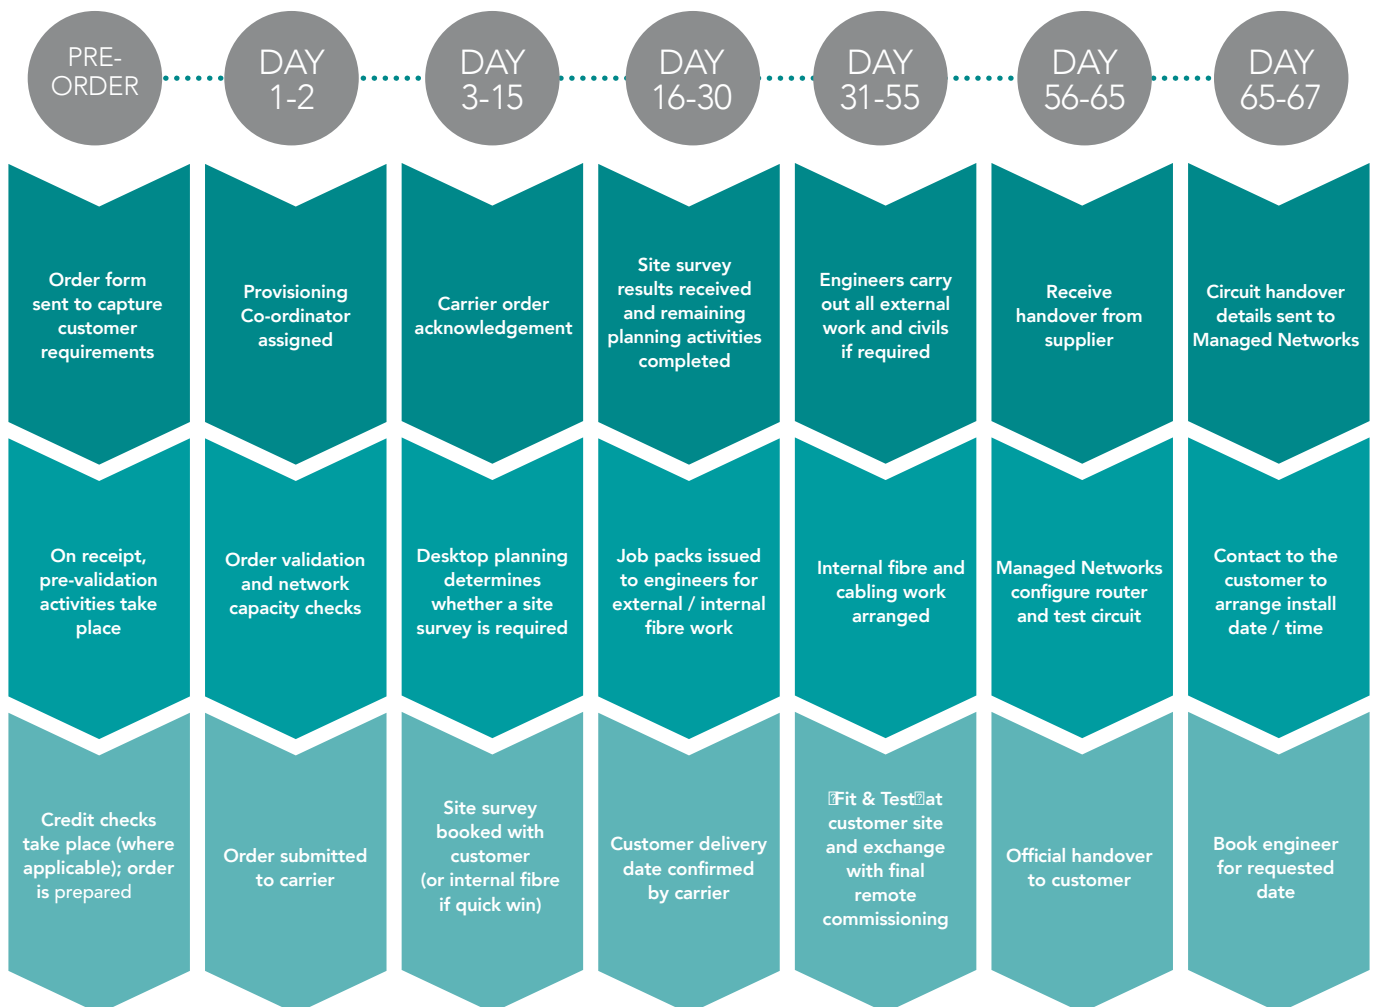 PRE-
ORDER
DAY
1-2
DAY
3-15
DAY
16-30
DAY
31-55
DAY
56-65
DAY
65-67
Order form
sent to capture
customer
requirements
Provisioning
Co-ordinator
assigned
Carrier order
acknowledgement
Site survey
results received
and remaining
planning activities
completed
Engineers carry
out all external
work and civils
if required
Receive
handover from
supplier
Circuit handover
details sent to
Managed Networks
On receipt,
pre-validation
activities take
place
Order validation
and network
capacity checks
Desktop planning
determines
whether a site
survey is required
Job packs issued
to engineers for
external / internal
fibre work
Internal fibre and
cabling work
arranged
Managed Networks
configure router
and test circuit
Contact to the
customer to
arrange install
date / time
Credit checks
take place (where
applicable); order
is prepared
Order submitted
to carrier
Site survey
booked with
customer
(or internal fibre
if quick win)
Customer delivery
date confirmed
by carrier
Fit & Test at
customer site
and exchange
with final
remote
commissioning
Official handover
to customer
Book engineer
for requested
date